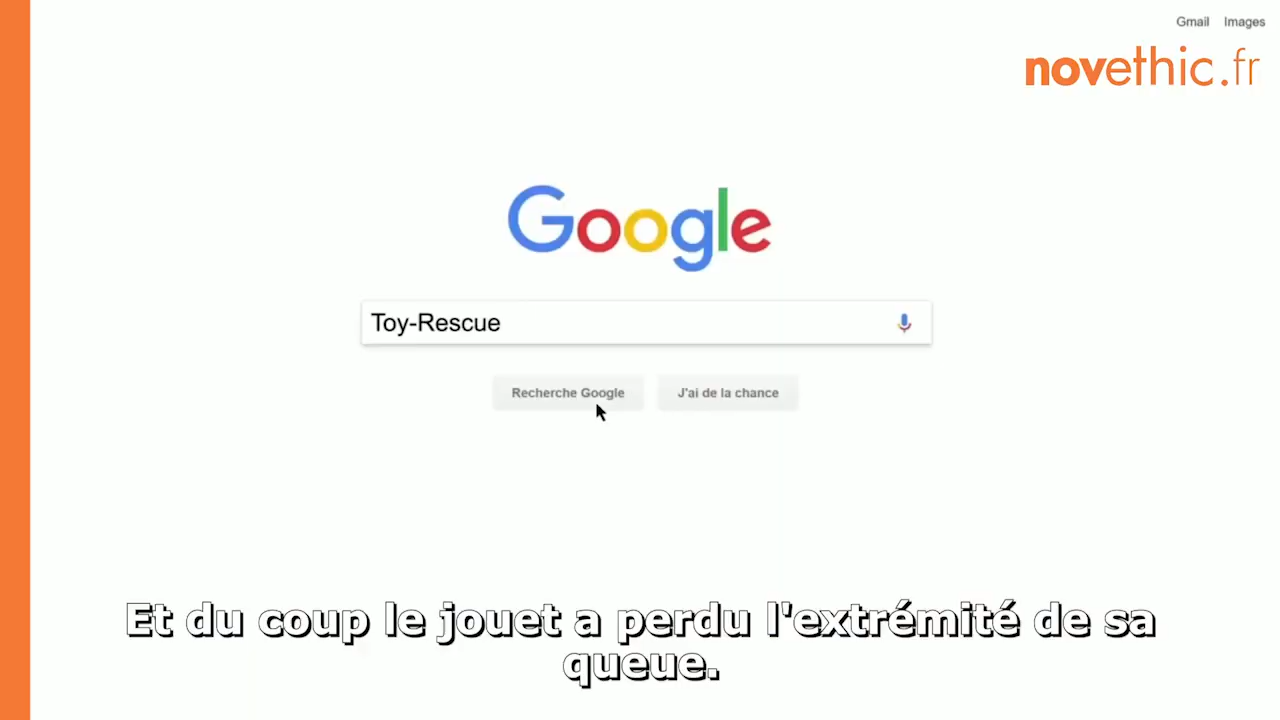 Gmail Images
novethic.fr
Google
Toy-Rescue
Recherche Google J'ai de la chance
Et du coup le jouet a perdu l'extrémité de sa
queue.